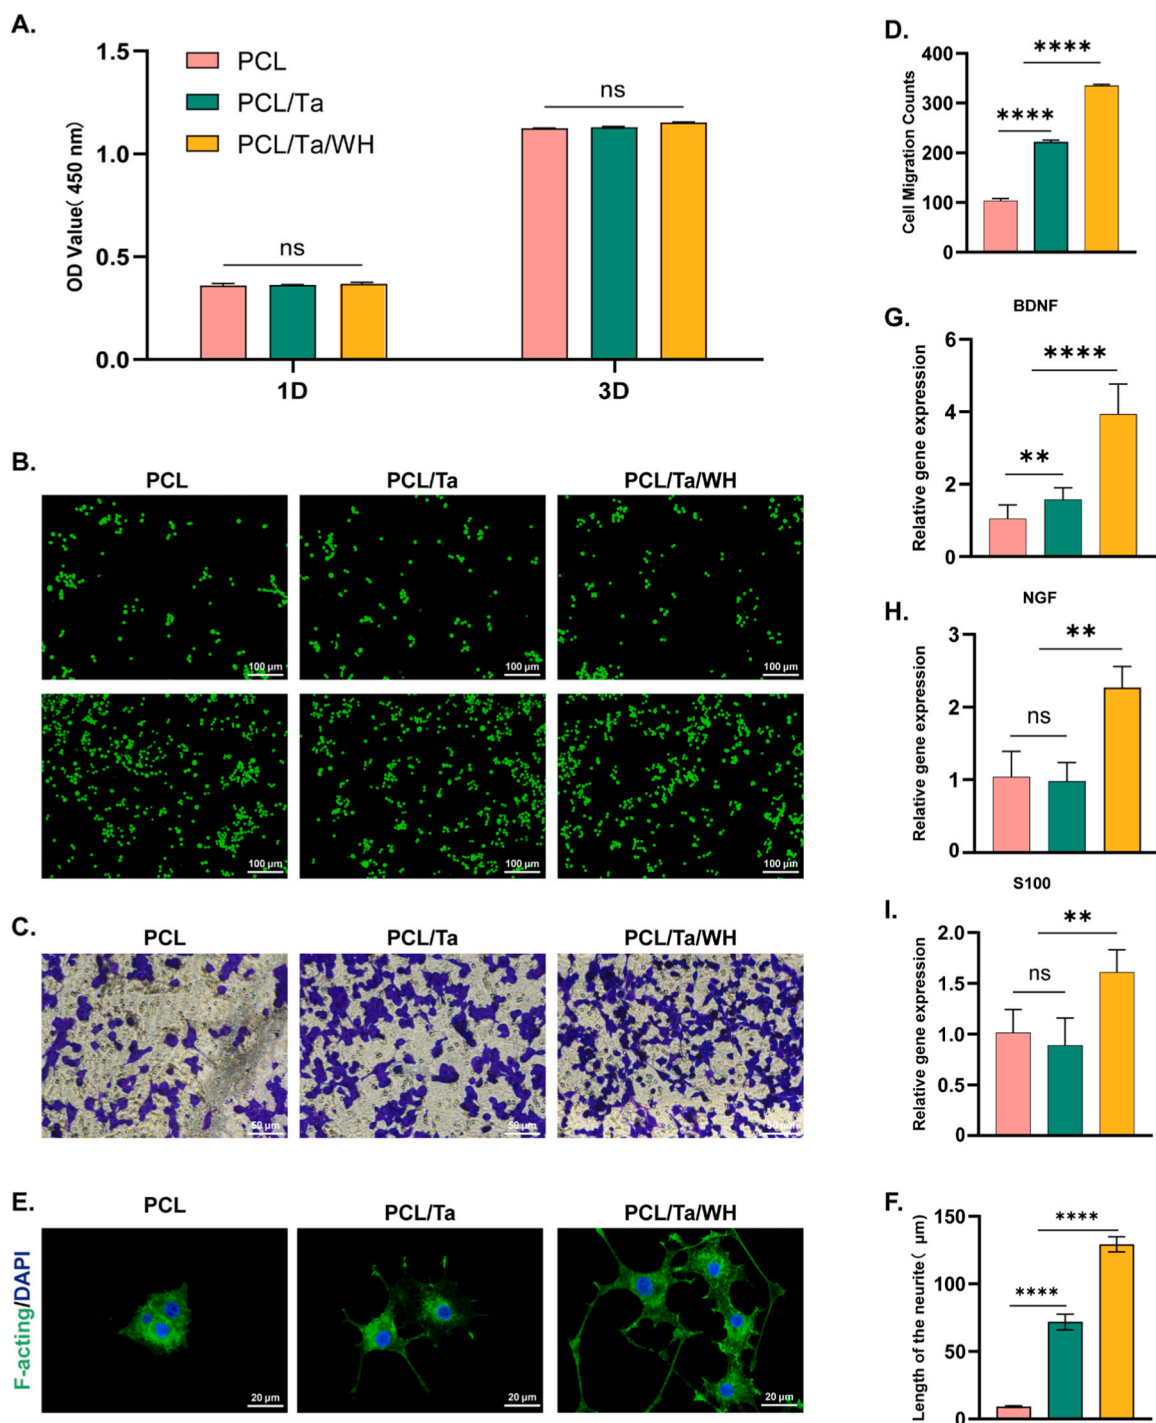 A.
1.5
1.0
0.5
0.0
OD Value( 450 nm)
PCL
PCL/Ta
PCL/Ta/WH
ns
ns
1D
3D
B.
PCL
PCL/Ta
PCL/Ta/WH
100 μm
100 μm
100 μm
100 μm
100 μm
100 μm
C.
PCL
PCL/Ta
PCL/Ta/WH
50 μm
50 μm
50 μm
E.
PCL
PCL/Ta
PCL/Ta/WH
F-acting/DAPI
20 μm
20 μm
20 μm
D.
400
300
200
100
0
Cell Migration Counts
****
****
G.
BDNF
6
4
2
0
Relative gene expression
**
****
H.
NGF
3
2
1
0
Relative gene expression
ns
**
I.
S100
2.0
1.5
1.0
0.5
0
Relative gene expression
ns
**
F.
150
100
50
0
Length of the neurite( μm)
****
****